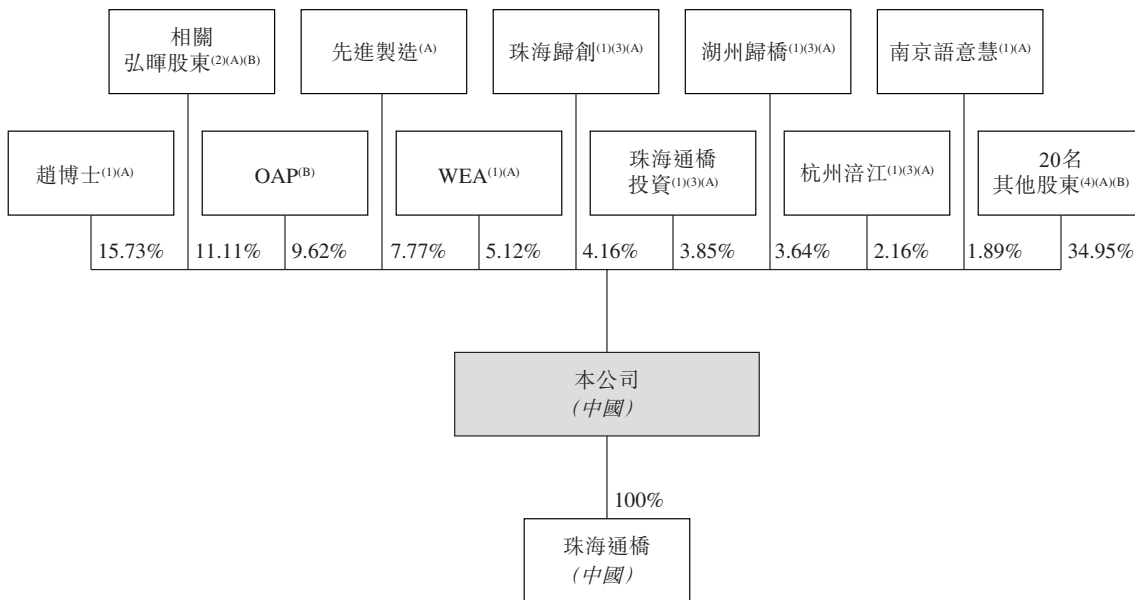 相關
弘暉股東(2)(A)(B)
先進製造(A)
珠海歸創(1)(3)(A)
湖州歸橋(1)(3)(A)
南京語意慧(1)(A)
趙博士(1)(A)
OAP(B)
WEA(1)(A)
珠海通橋
投資(1)(3)(A)
杭州涪江(1)(3)(A)
20名
其他股東(4)(A)(B)
15.73%
11.11%
9.62%
7.77%
5.12%
4.16%
3.85%
3.64%
2.16%
1.89%
34.95%
本公司
(中國)
100%
珠海通橋
(中國)